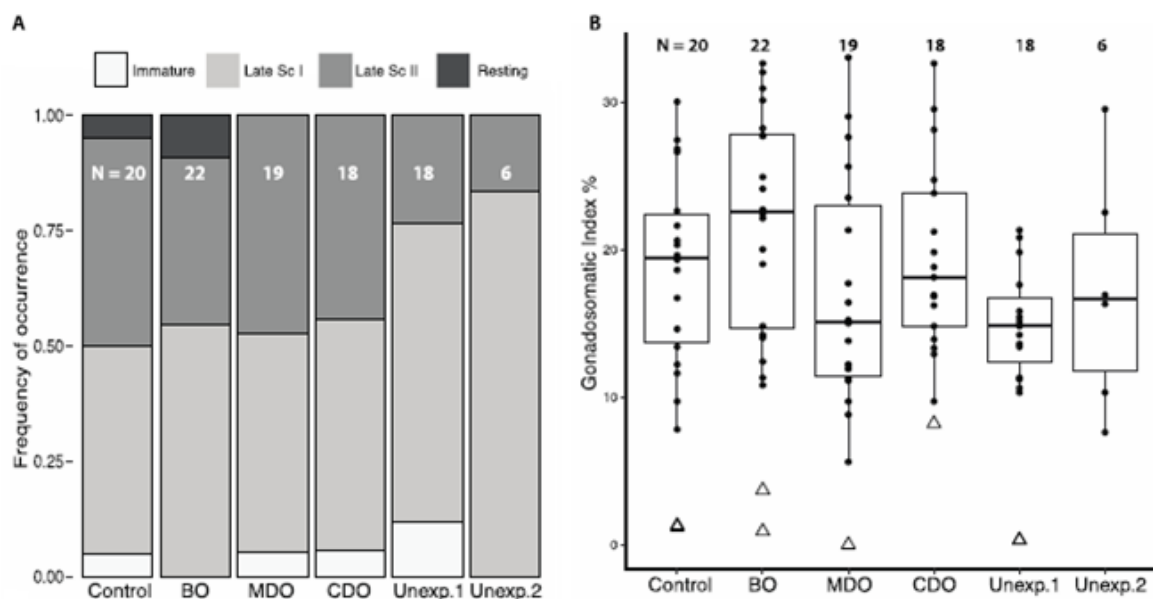 A
Immature Late Sc I Late Sc II Resting
Frequency of occurrence
1.00
0.75
0.50
0.25
0.00
N = 20 22 19 18 18 6
Control BO MDO CDO Unexp.1 Unexp.2
B
N = 20 22 19 18 18 6
Gonadosomatic Index %
30
20
10
0
Control BO MDO CDO Unexp.1 Unexp.2